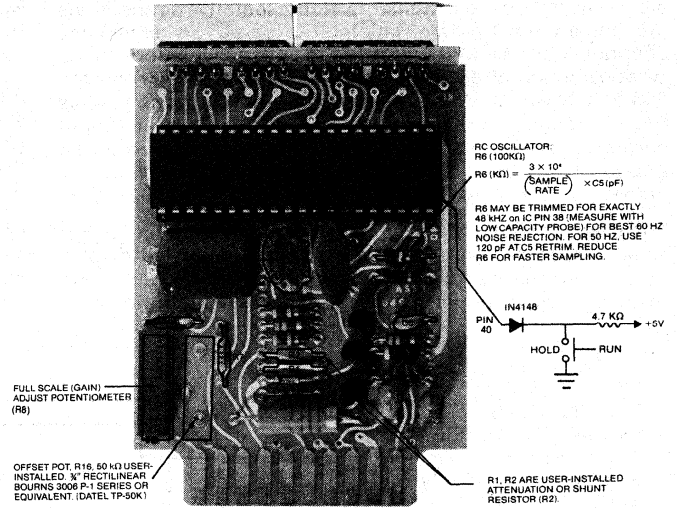 RC OSCILLATOR:
R6 (100KΩ)
R6 (KΩ) = 3 × 10⁴
(SAMPLE RATE) × C5 (pF)
R6 MAY BE TRIMMED FOR EXACTLY
48 kHZ on IC PIN 38 (MEASURE WITH
LOW CAPACITY PROBE) FOR BEST 60 HZ
NOISE REJECTION. FOR 50 HZ, USE
120 pF AT C5 RETRIM. REDUCE
R6 FOR FASTER SAMPLING.
IN4148
4.7 KΩ
PIN
40
+5V
HOLD
RUN
FULL SCALE (GAIN)
ADJUST POTENTIOMETER
(R8)
OFFSET POT, R16, 50 kΩ USER-
INSTALLED. ¾" RECTILINEAR
BOURNS 3006 P-1 SERIES OR
EQUIVALENT. (DATEL TP-50K)
R1, R2 ARE USER-INSTALLED
ATTENUATION OR SHUNT
RESISTOR (R2).